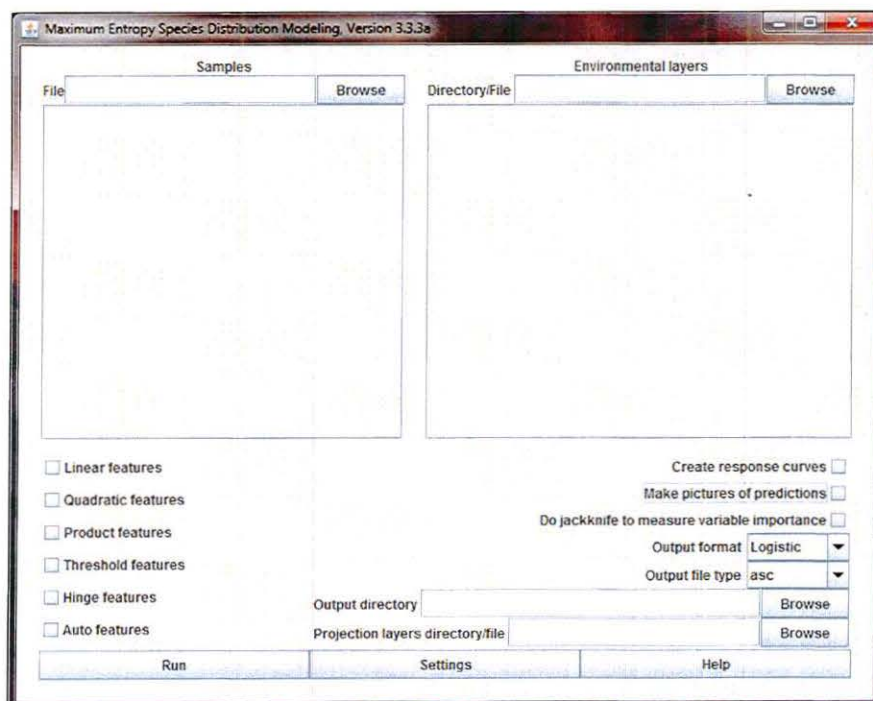 Maximum Entropy Species Distribution Modeling, Version 3.3.3a
Samples
Environmental layers
File
Browse
Directory/File
Browse
Linear features
Create response curves
Quadratic features
Make pictures of predictions
Product features
Do jackknife to measure variable importance
Output format Logistic
Threshold features
Output file type asc
Hinge features
Output directory
Browse
Auto features
Projection layers directory/file
Browse
Run
Settings
Help